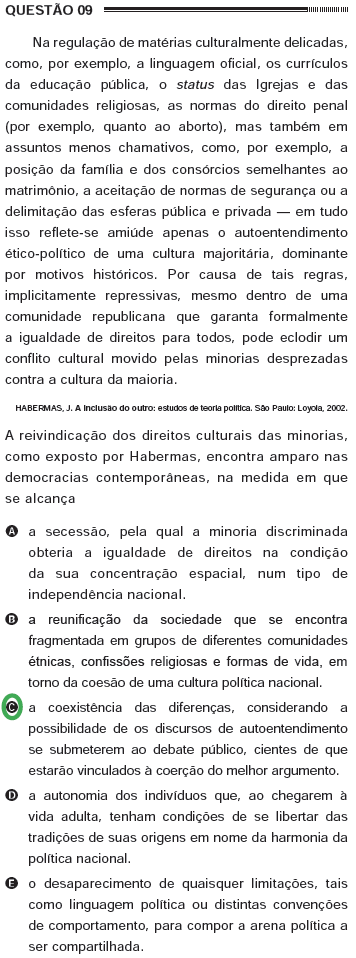 QUESTÃO 09
Na regulação de matérias culturalmente delicadas,
como, por exemplo, a linguagem oficial, os currículos
da educação pública, o status das Igrejas e das
comunidades religiosas, as normas do direito penal
(por exemplo, quanto ao aborto), mas também em
assuntos menos chamativos, como, por exemplo, a
posição da família e dos consórcios semelhantes ao
matrimônio, a aceitação de normas de segurança ou a
delimitação das esferas pública e privada — em tudo
isso reflete-se amiúde apenas o autoentendimento
ético-político de uma cultura majoritária, dominante
por motivos históricos. Por causa de tais regras,
implicitamente repressivas, mesmo dentro de uma
comunidade republicana que garanta formalmente
a igualdade de direitos para todos, pode eclodir um
conflito cultural movido pelas minorias desprezadas
contra a cultura da maioria.
HABERMAS, J. A inclusão do outro: estudos de teoria política. São Paulo: Loyola, 2002.
A reivindicação dos direitos culturais das minorias,
como exposto por Habermas, encontra amparo nas
democracias contemporâneas, na medida em que
se alcança
A a secessão, pela qual a minoria discriminada
obteria a igualdade de direitos na condição
da sua concentração espacial, num tipo de
independência nacional.
B a reunificação da sociedade que se encontra
fragmentada em grupos de diferentes comunidades
étnicas, confissões religiosas e formas de vida, em
torno da coesão de uma cultura política nacional.
C a coexistência das diferenças, considerando a
possibilidade de os discursos de autoentendimento
se submeterem ao debate público, cientes de que
estarão vinculados à coerção do melhor argumento.
D a autonomia dos indivíduos que, ao chegarem à
vida adulta, tenham condições de se libertar das
tradições de suas origens em nome da harmonia da
política nacional.
E o desaparecimento de quaisquer limitações, tais
como linguagem política ou distintas convenções
de comportamento, para compor a arena política a
ser compartilhada.